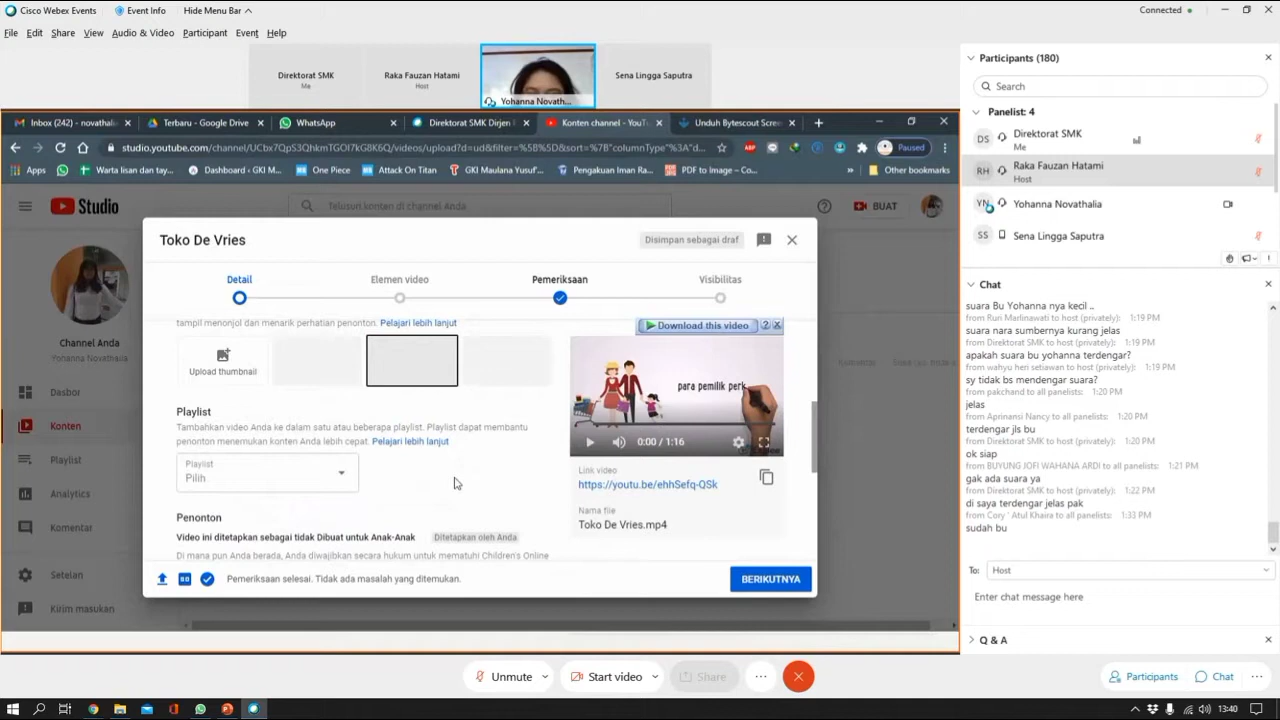 Cisco Webex Events
Event Info
Hide Menu Bar
Connected
File Edit Share View Audio & Video Participant Event Help
Direktorat SMK
Me
Raka Fauzan Hatami
Host
Yohanna Novath...
Sena Lingga Saputra
Inbox (242) - novathali
Terbaru - Google Drive
WhatsApp
Direktorat SMK Dirjen
Konten channel - YouTu
Unduh Bytescout Scree
studio.youtube.com/channel/UCbx7QpS3QhkmTGOI7kG8K6Q/videos/upload?d=ud&filter=%5B%5D&sort=%7B"columnType"%3A"d...
Paused
Apps
Warta lisan dan tay...
Dashboard ‹ GKI M...
One Piece
Attack On Titan
GKI Maulana Yusuf...
Pengakuan Iman Ra...
PDF to Image – Co...
Other bookmarks
Studio
Telusuri konten di channel Anda
BUAT
Channel Anda
Yohanna Novathalia
Dasbor
Konten
Playlist
Analytics
Komentar
Setelan
Kirim masukan
Toko De Vries
Disimpan sebagai draf
Detail
Elemen video
Pemeriksaan
Visibilitas
tampil menonjol dan menarik perhatian penonton. Pelajari lebih lanjut
Upload thumbnail
Playlist
Tambahkan video Anda ke dalam satu atau beberapa playlist. Playlist dapat membantu
penonton menemukan konten Anda lebih cepat. Pelajari lebih lanjut
Playlist
Pilih
Penonton
Video ini ditetapkan sebagai tidak Dibuat untuk Anak-Anak
Ditetapkan oleh Anda
Di mana pun Anda berada, Anda diwajibkan secara hukum untuk mematuhi Children's Online
Download this video
para pemilik perk
0:00 / 1:16
Link video
https://youtu.be/ehhSefq-QSk
Nama file
Toko De Vries.mp4
Pemeriksaan selesai. Tidak ada masalah yang ditemukan.
BERIKUTNYA
Participants (180)
Search
Panelist: 4
DS
Direktorat SMK
Me
RH
Raka Fauzan Hatami
Host
YN
Yohanna Novathalia
SS
Sena Lingga Saputra
Chat
suara Bu Yohanna nya kecil ..
from Ruri Marlinawati to host (privately): 1:19 PM
suara nara sumbernya kurang jelas
from Direktorat SMK to host (privately): 1:19 PM
apakah suara bu yohanna terdengar?
from wahyu heri setiawan to host (privately): 1:19 PM
sy tidak bs mendengar suara?
from pakchand to all panelists: 1:20 PM
jelas
from Aprinansi Nancy to all panelists: 1:20 PM
terdengar jls bu
from Direktorat SMK to host (privately): 1:20 PM
ok siap
from BUYUNG JOFI WAHANA ARDI to all panelists: 1:21 PM
gak ada suara ya
from Direktorat SMK to host (privately): 1:22 PM
di saya terdengar jelas pak
from Cory ' Atul Khaira to all panelists: 1:33 PM
sudah bu
To: Host
Enter chat message here
Q & A
Unmute
Start video
Share
Participants
Chat
13:40